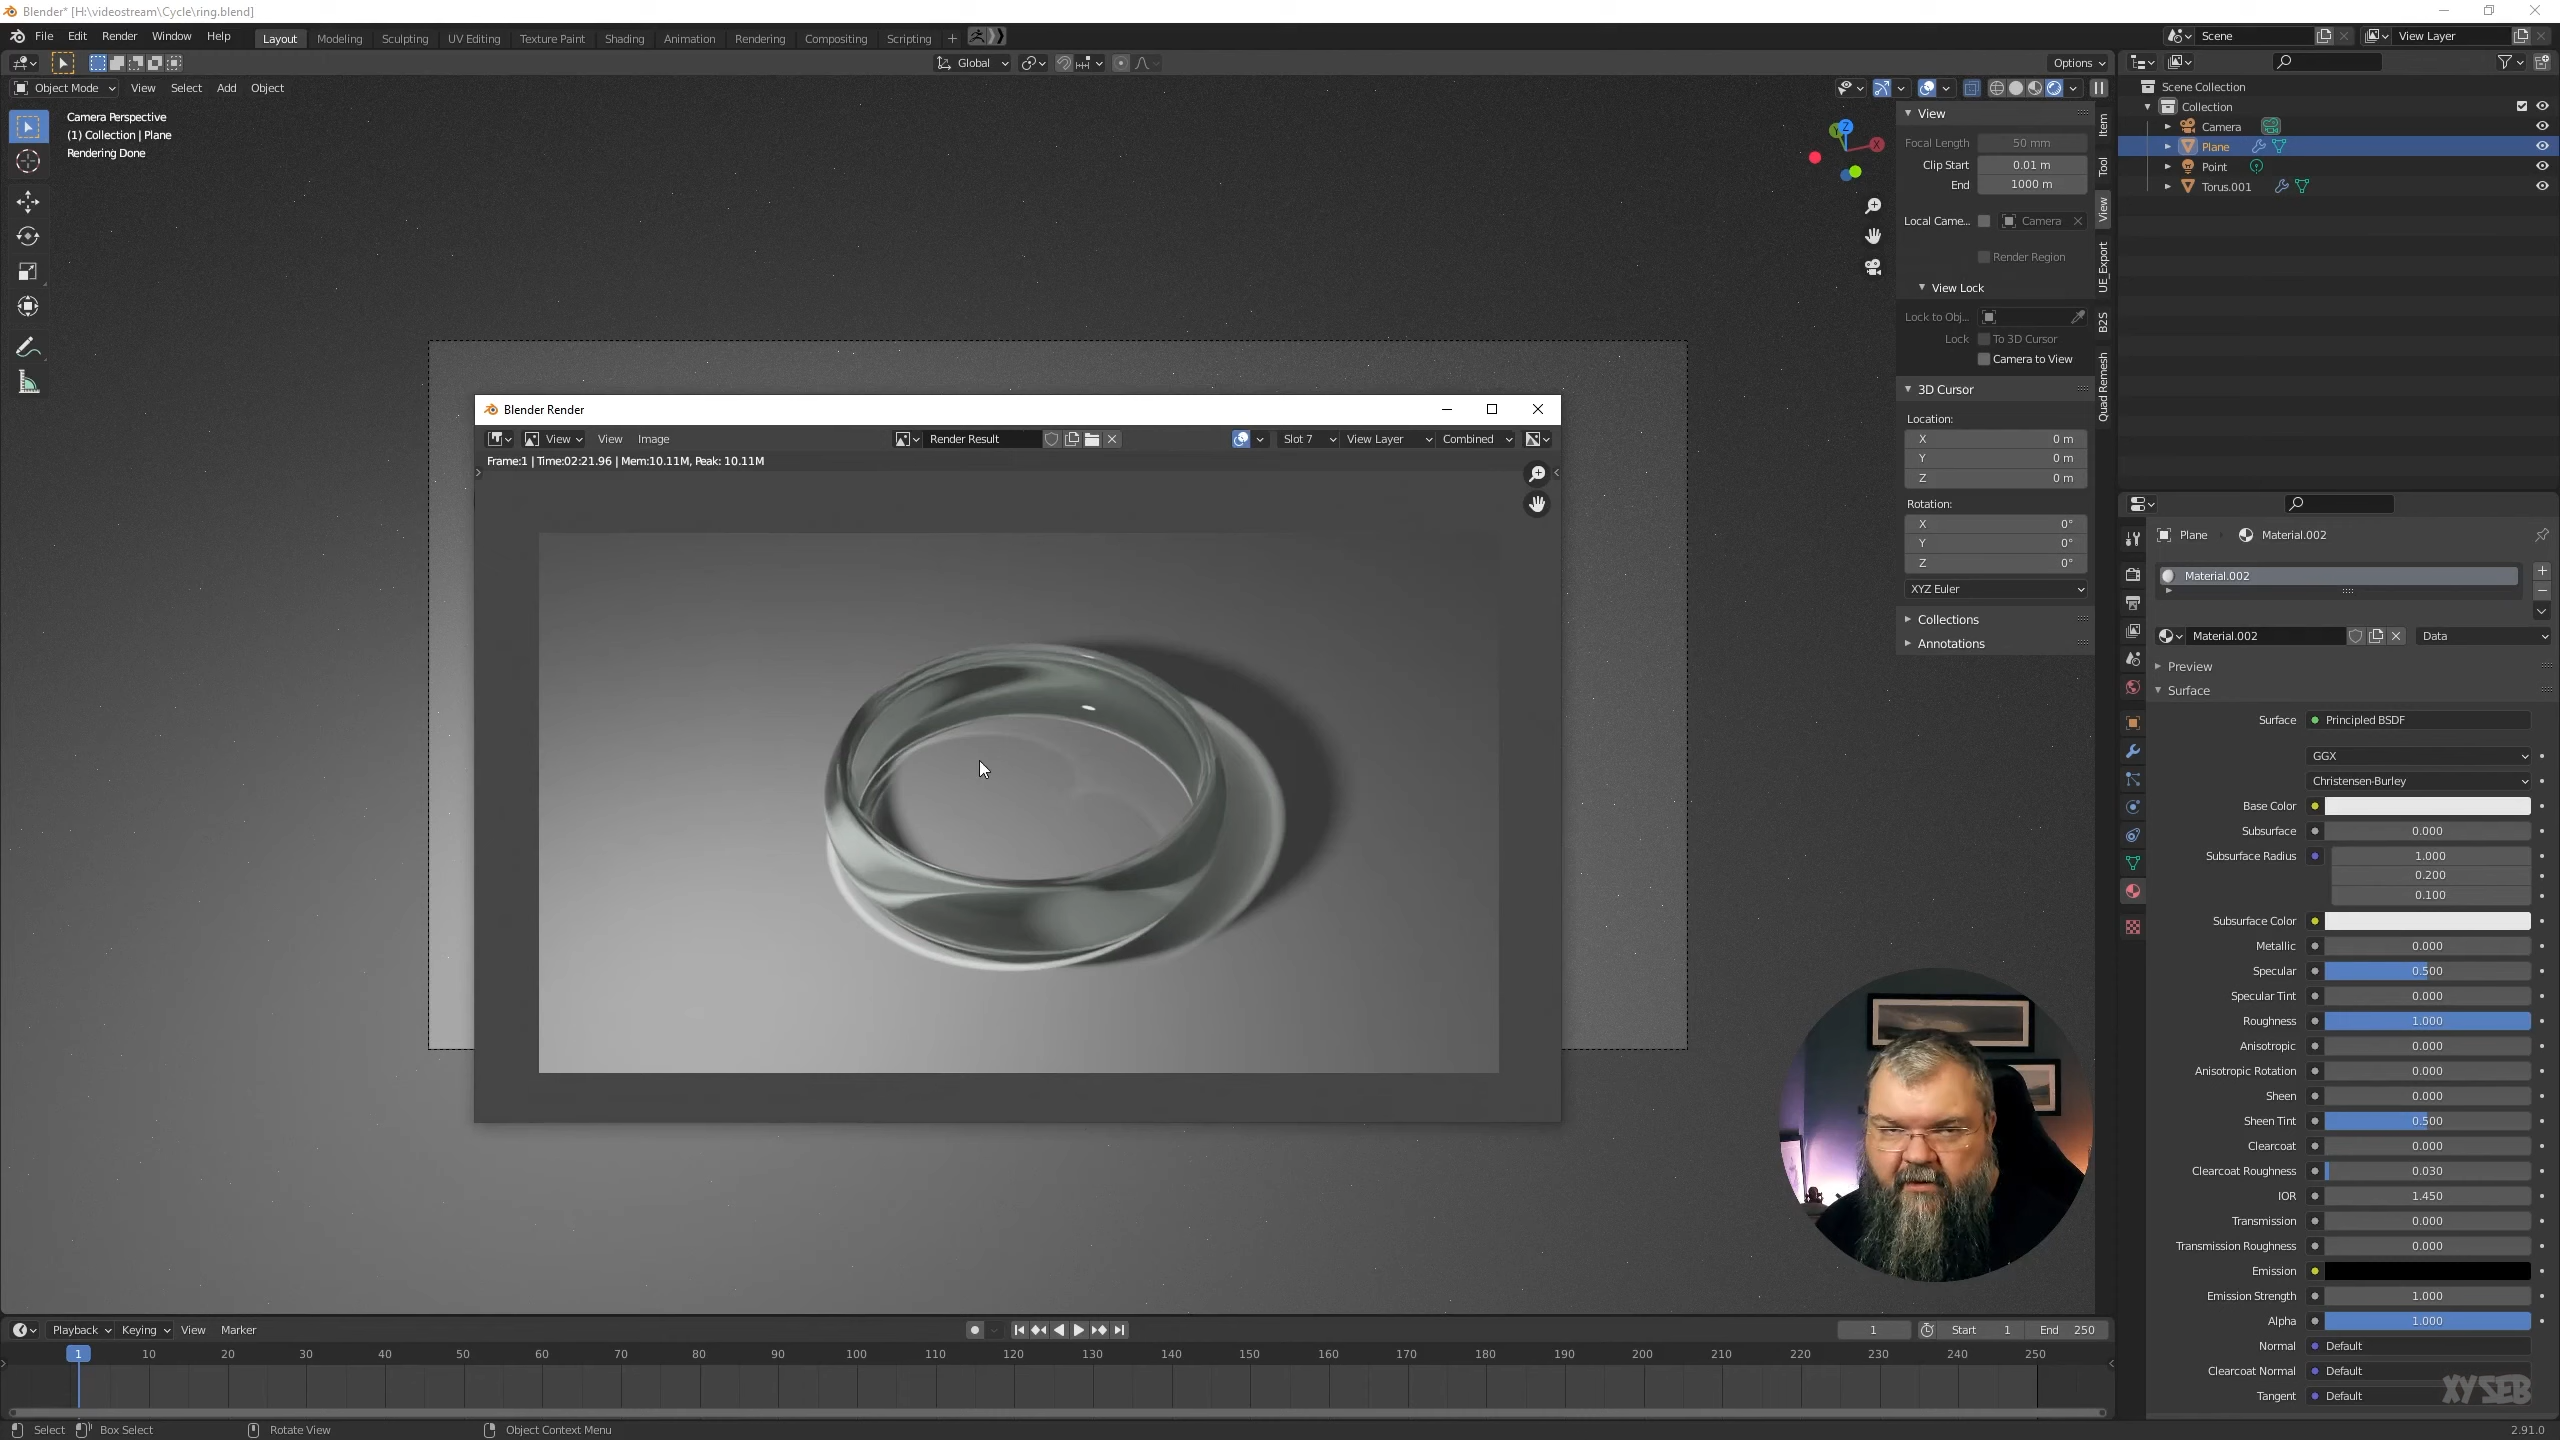 Blender* [H:\videostream\Cycle\ring.blend]
File Edit Render Window Help Layout Modeling Sculpting UV Editing Texture Paint Shading Animation Rendering Compositing Scripting + Scene View Layer
Global Options
Object Mode View Select Add Object
Camera Perspective
(1) Collection | Plane
Rendering Done
Z
Y
X
View
Focal Length 50 mm
Clip Start 0.01 m
End 1000 m
Local Came... Camera
Render Region
View Lock
Lock to Obj...
Lock To 3D Cursor
Camera to View
3D Cursor
Location:
X 0 m
Y 0 m
Z 0 m
Rotation:
X 0°
Y 0°
Z 0°
XYZ Euler
Collections
Annotations
Item
Tool
View
UE_Export
B2S
Quad Remesh
Scene Collection
Collection
Camera
Plane
Point
Torus.001
Blender Render
View View Image Render Result Slot 7 View Layer Combined
Frame:1 | Time:02:21.96 | Mem:10.11M, Peak: 10.11M
Plane Material.002
Material.002
Material.002 Data
Preview
Surface
Surface Principled BSDF
GGX
Christensen-Burley
Base Color
Subsurface 0.000
Subsurface Radius 1.000
0.200
0.100
Subsurface Color
Metallic 0.000
Specular 0.500
Specular Tint 0.000
Roughness 1.000
Anisotropic 0.000
Anisotropic Rotation 0.000
Sheen 0.000
Sheen Tint 0.500
Clearcoat 0.000
Clearcoat Roughness 0.030
IOR 1.450
Transmission 0.000
Transmission Roughness 0.000
Emission
Emission Strength 1.000
Alpha 1.000
Normal Default
Clearcoat Normal Default
Tangent Default
XYSEB
Playback Keying View Marker 1 Start 1 End 250
1 10 20 30 40 50 60 70 80 90 100 110 120 130 140 150 160 170 180 190 200 210 220 230 240 250
Select Box Select Rotate View Object Context Menu 2.91.0